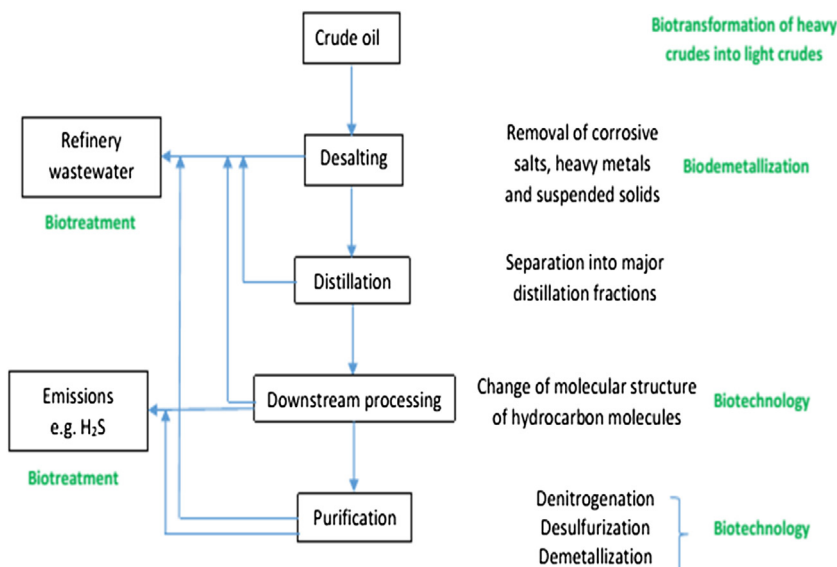 Crude oil
Biotransformation of heavy
crudes into light crudes
Refinery
wastewater
Biotreatment
Desalting
Removal of corrosive
salts, heavy metals
and suspended solids
Biodemetallization
Distillation
Separation into major
distillation fractions
Emissions
e.g. H₂S
Biotreatment
Downstream processing
Change of molecular structure
of hydrocarbon molecules
Biotechnology
Purification
Denitrogenation
Desulfurization
Demetallization
Biotechnology